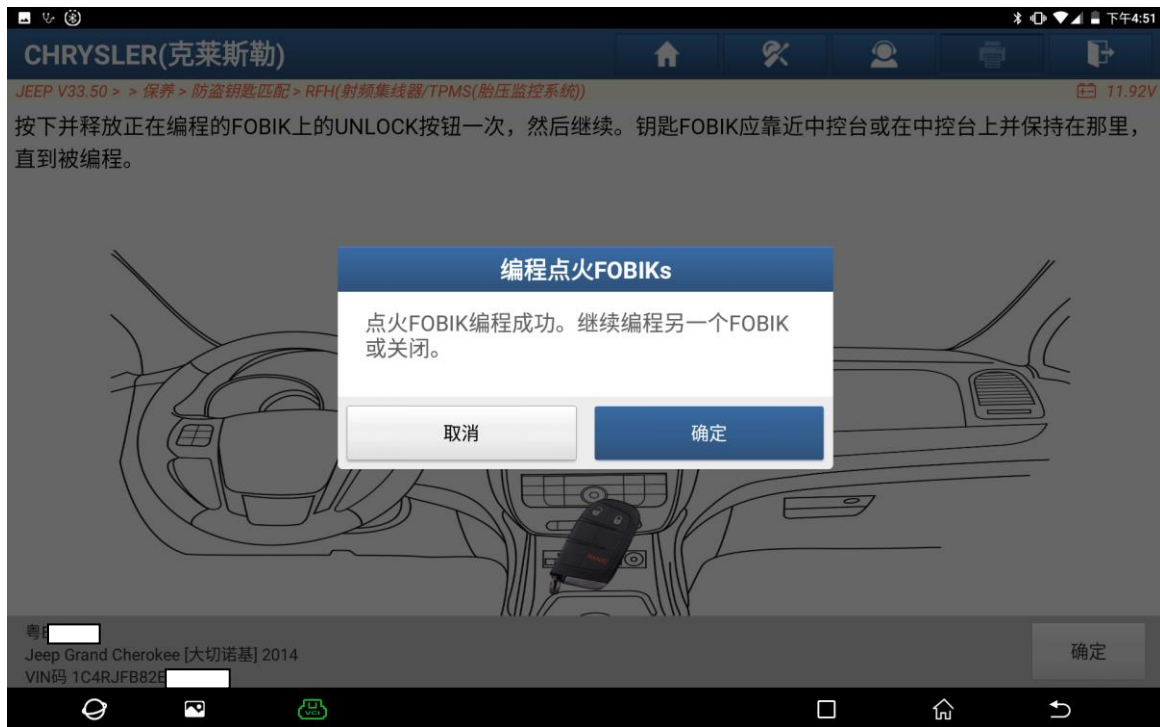 下午4:51
CHRYSLER(克莱斯勒)
JEEP V33.50 > > 保养 > 防盗钥匙匹配 > RFH(射频集线器/TPMS(胎压监控系统))
11.92V
按下并释放正在编程的FOBIK上的UNLOCK按钮一次，然后继续。钥匙FOBIK应靠近中控台或在中控台上并保持在那里，
直到被编程。
编程点火FOBIKs
点火FOBIK编程成功。继续编程另一个FOBIK
或关闭。
取消
确定
粤
Jeep Grand Cherokee [大切诺基] 2014
VIN码 1C4RJFB82E
确定
VCI